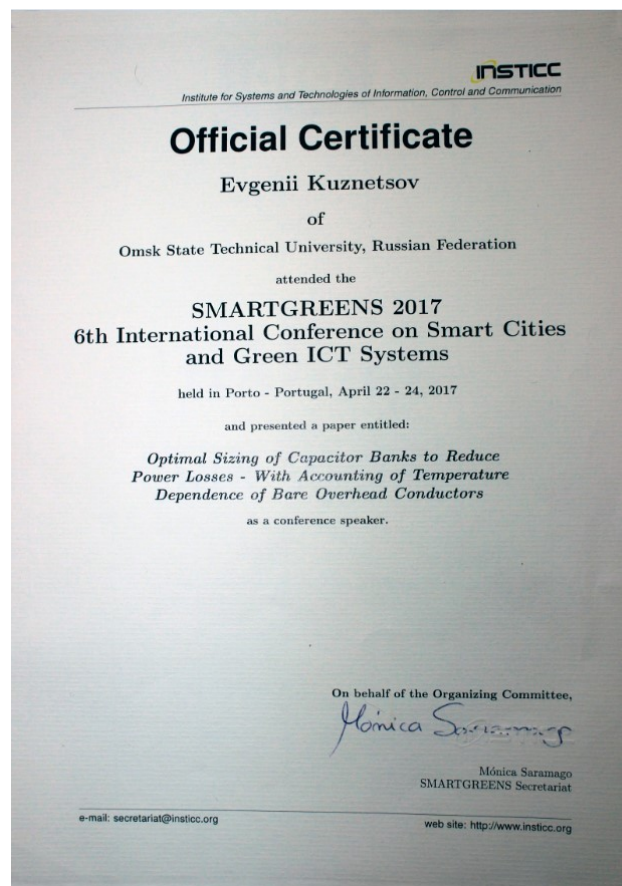 INSTICC
Institute for Systems and Technologies of Information, Control and Communication
Official Certificate
Evgenii Kuznetsov
of
Omsk State Technical University, Russian Federation
attended the
SMARTGREENS 2017
6th International Conference on Smart Cities
and Green ICT Systems
held in Porto - Portugal, April 22 - 24, 2017
and presented a paper entitled:
Optimal Sizing of Capacitor Banks to Reduce
Power Losses - With Accounting of Temperature
Dependence of Bare Overhead Conductors
as a conference speaker.
On behalf of the Organizing Committee,
Mónica Saramago
Mónica Saramago
SMARTGREENS Secretariat
e-mail: secretariat@insticc.org
web site: http://www.insticc.org